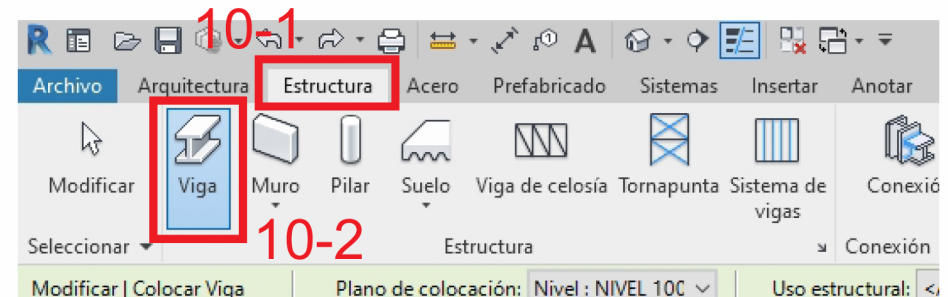 10-1
R A
Archivo Arquitectura Estructura Acero Prefabricado Sistemas Insertar Anotar
Modificar Viga Muro Pilar Suelo Viga de celosía Tornapunta Sistema de vigas Conexió
10-2
Seleccionar Estructura Conexión
Modificar | Colocar Viga Plano de colocación: Nivel : NIVEL 100 Uso estructural: </